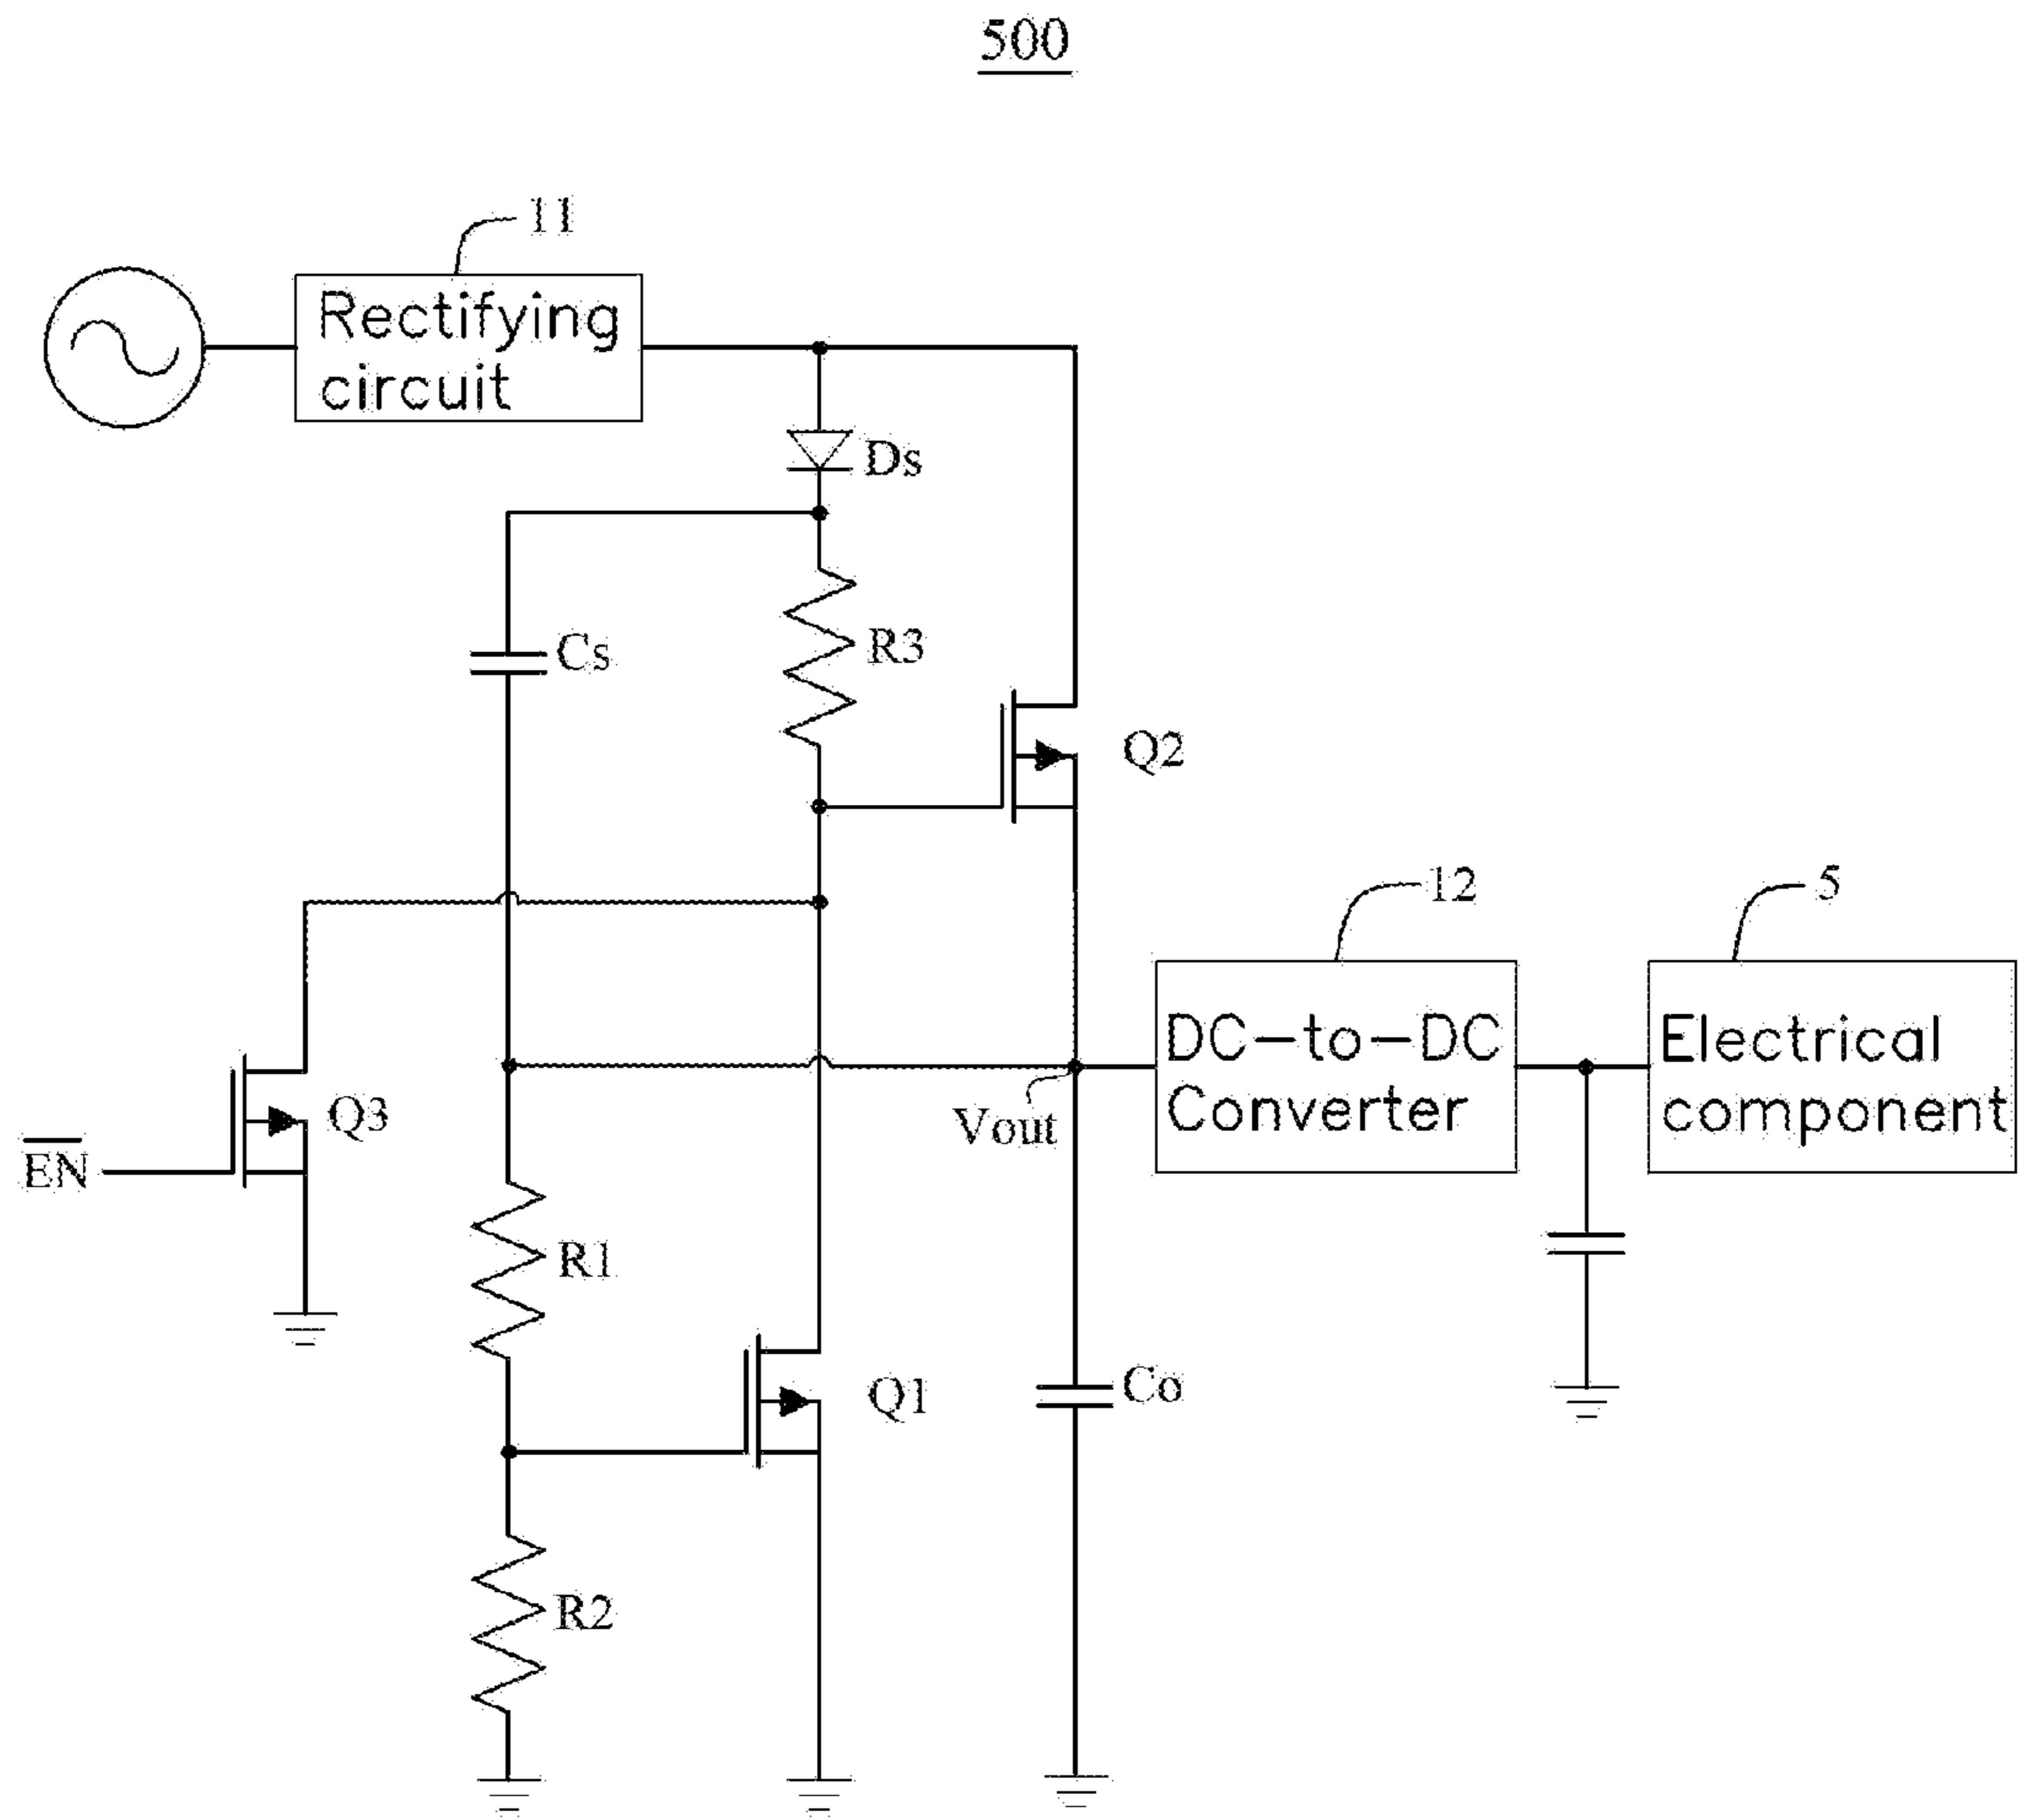 500
11
Rectifying
circuit
Ds
Cs
R3
Q2
12
5
DC-to-DC
Converter
Electrical
component
Q3
EN
Vout
R1
Q1
Co
R2